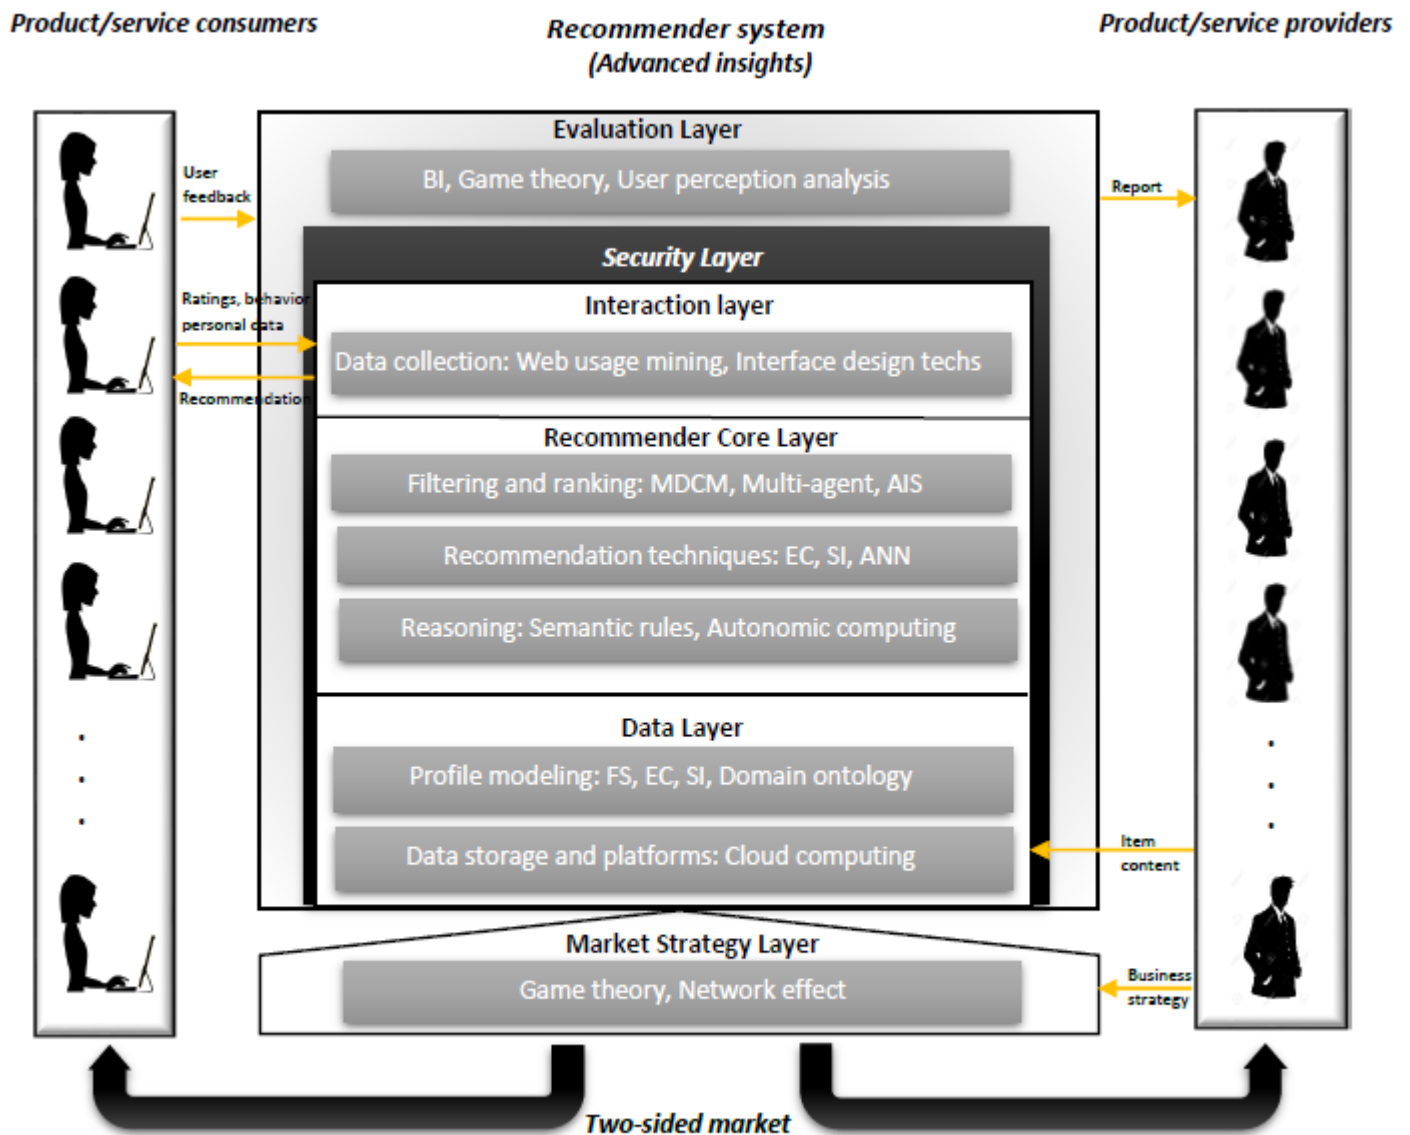 Product/service consumers
Recommender system
(Advanced insights)
Product/service providers
Evaluation Layer
BI, Game theory, User perception analysis
User
feedback
Report
Security Layer
Interaction layer
Ratings, behavior
personal data
Data collection: Web usage mining, Interface design techs
Recommendation
Recommender Core Layer
Filtering and ranking: MDCM, Multi-agent, AIS
Recommendation techniques: EC, SI, ANN
Reasoning: Semantic rules, Autonomic computing
Data Layer
Profile modeling: FS, EC, SI, Domain ontology
Data storage and platforms: Cloud computing
Item
content
Market Strategy Layer
Game theory, Network effect
Business
strategy
Two-sided market